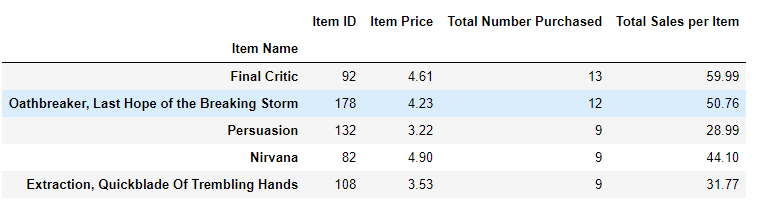 Item ID Item Price Total Number Purchased Total Sales per Item
Item Name
Final Critic 92 4.61 13 59.99
Oathbreaker, Last Hope of the Breaking Storm 178 4.23 12 50.76
Persuasion 132 3.22 9 28.99
Nirvana 82 4.90 9 44.10
Extraction, Quickblade Of Trembling Hands 108 3.53 9 31.77